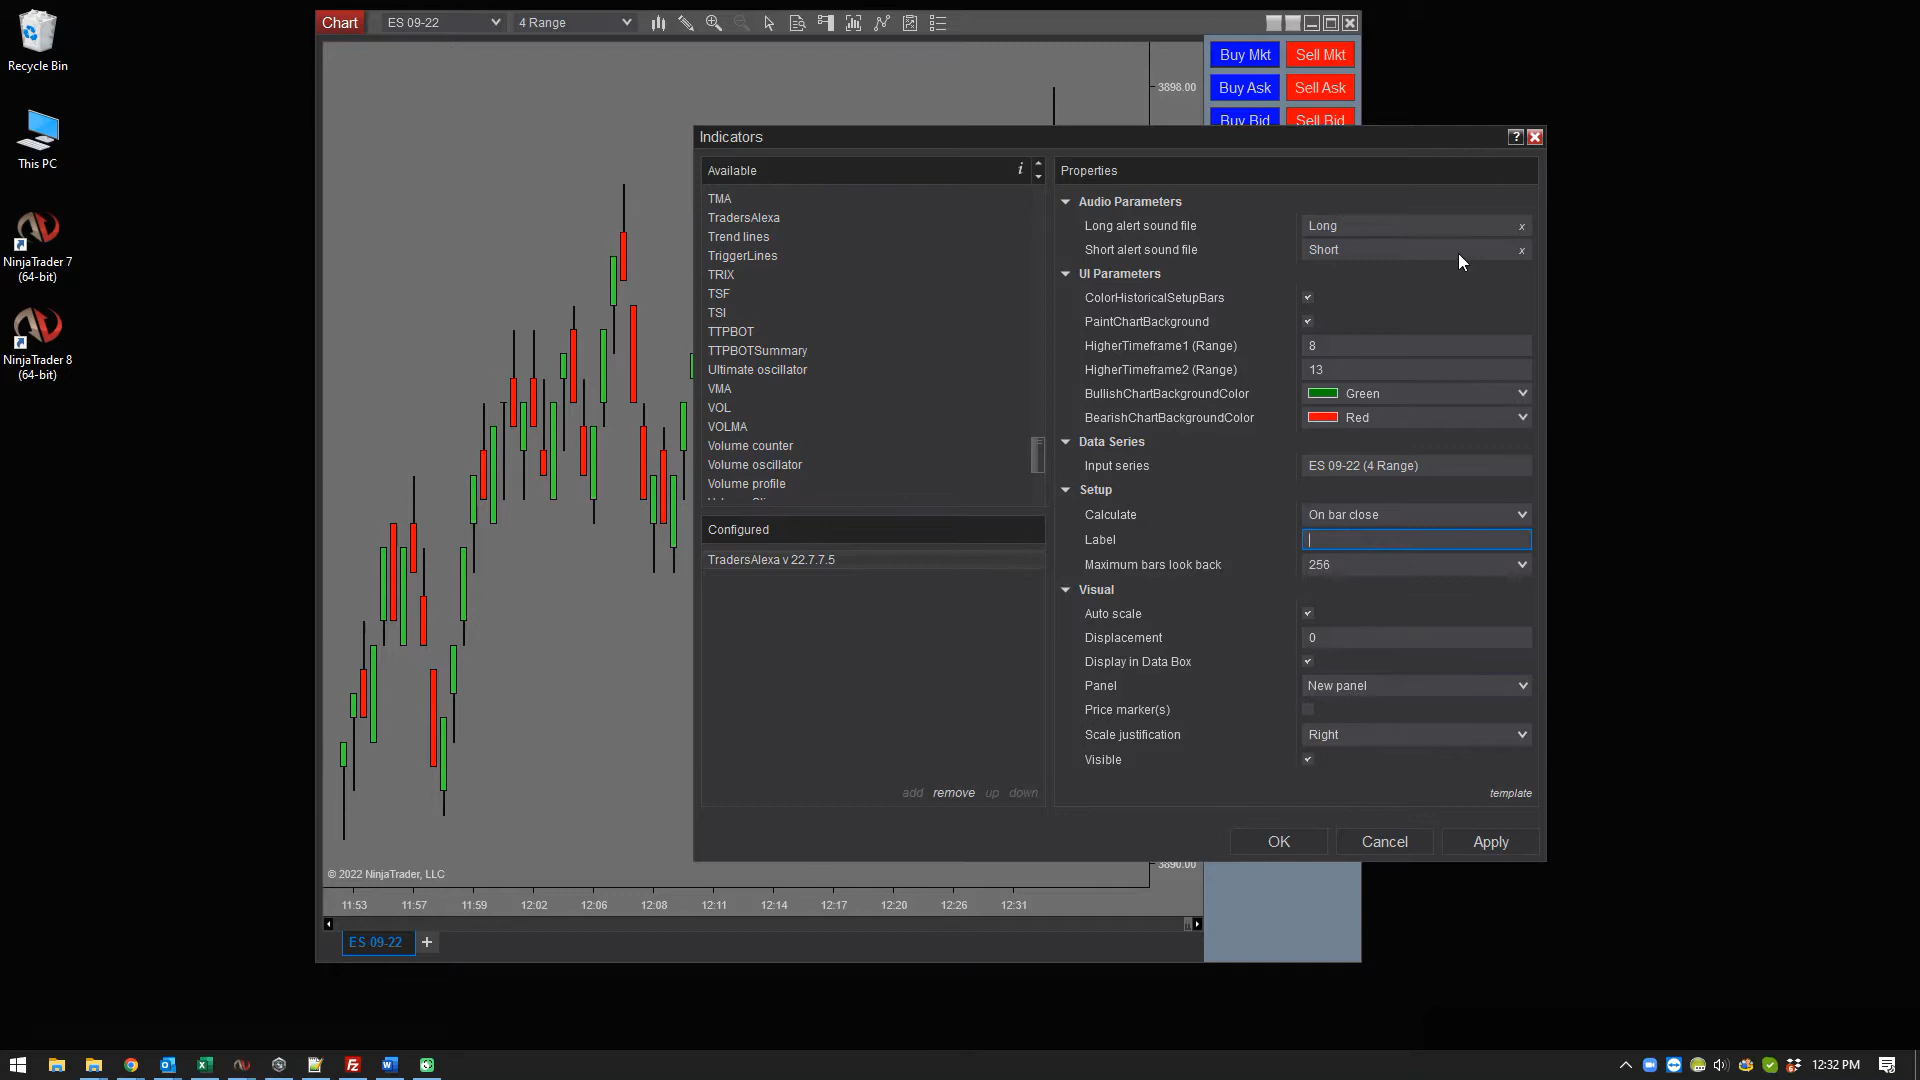 Recycle Bin
This PC
NinjaTrader 7
(64-bit)
NinjaTrader 8
(64-bit)
Chart
ES 09-22
4 Range
Buy Mkt
Sell Mkt
Buy Ask
Sell Ask
Buy Bid
Sell Bid
3898.00
3890.00
Indicators
?
Available
i
TMA
TradersAlexa
Trend lines
TriggerLines
TRIX
TSF
TSI
TTPBOT
TTPBOTSummary
Ultimate oscillator
VMA
VOL
VOLMA
Volume counter
Volume oscillator
Volume profile
Configured
TradersAlexa v 22.7.7.5
add remove up down
Properties
Audio Parameters
Long alert sound file
Long
x
Short alert sound file
Short
x
UI Parameters
ColorHistoricalSetupBars
PaintChartBackground
HigherTimeframe1 (Range)
8
HigherTimeframe2 (Range)
13
BullishChartBackgroundColor
Green
BearishChartBackgroundColor
Red
Data Series
Input series
ES 09-22 (4 Range)
Setup
Calculate
On bar close
Label
Maximum bars look back
256
Visual
Auto scale
Displacement
0
Display in Data Box
Panel
New panel
Price marker(s)
Scale justification
Right
Visible
template
OK
Cancel
Apply
© 2022 NinjaTrader, LLC
11:53 11:57 11:59 12:02 12:06 12:08 12:11 12:14 12:17 12:20 12:26 12:31
ES 09-22
+
12:32 PM